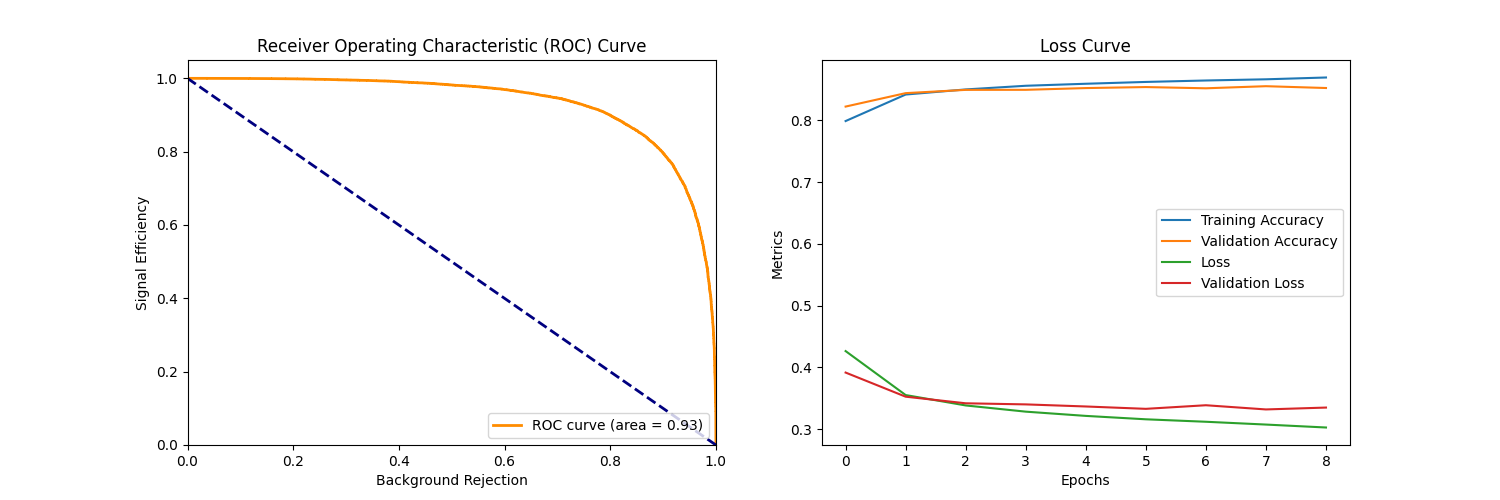 Receiver Operating Characteristic (ROC) Curve
1.0
0.8
0.6
0.4
0.2
0.0
Signal Efficiency
0.0 0.2 0.4 0.6 0.8 1.0
Background Rejection
ROC curve (area = 0.93)
Loss Curve
0.8
0.7
0.6
0.5
0.4
0.3
Metrics
Training Accuracy
Validation Accuracy
Loss
Validation Loss
0 1 2 3 4 5 6 7 8
Epochs